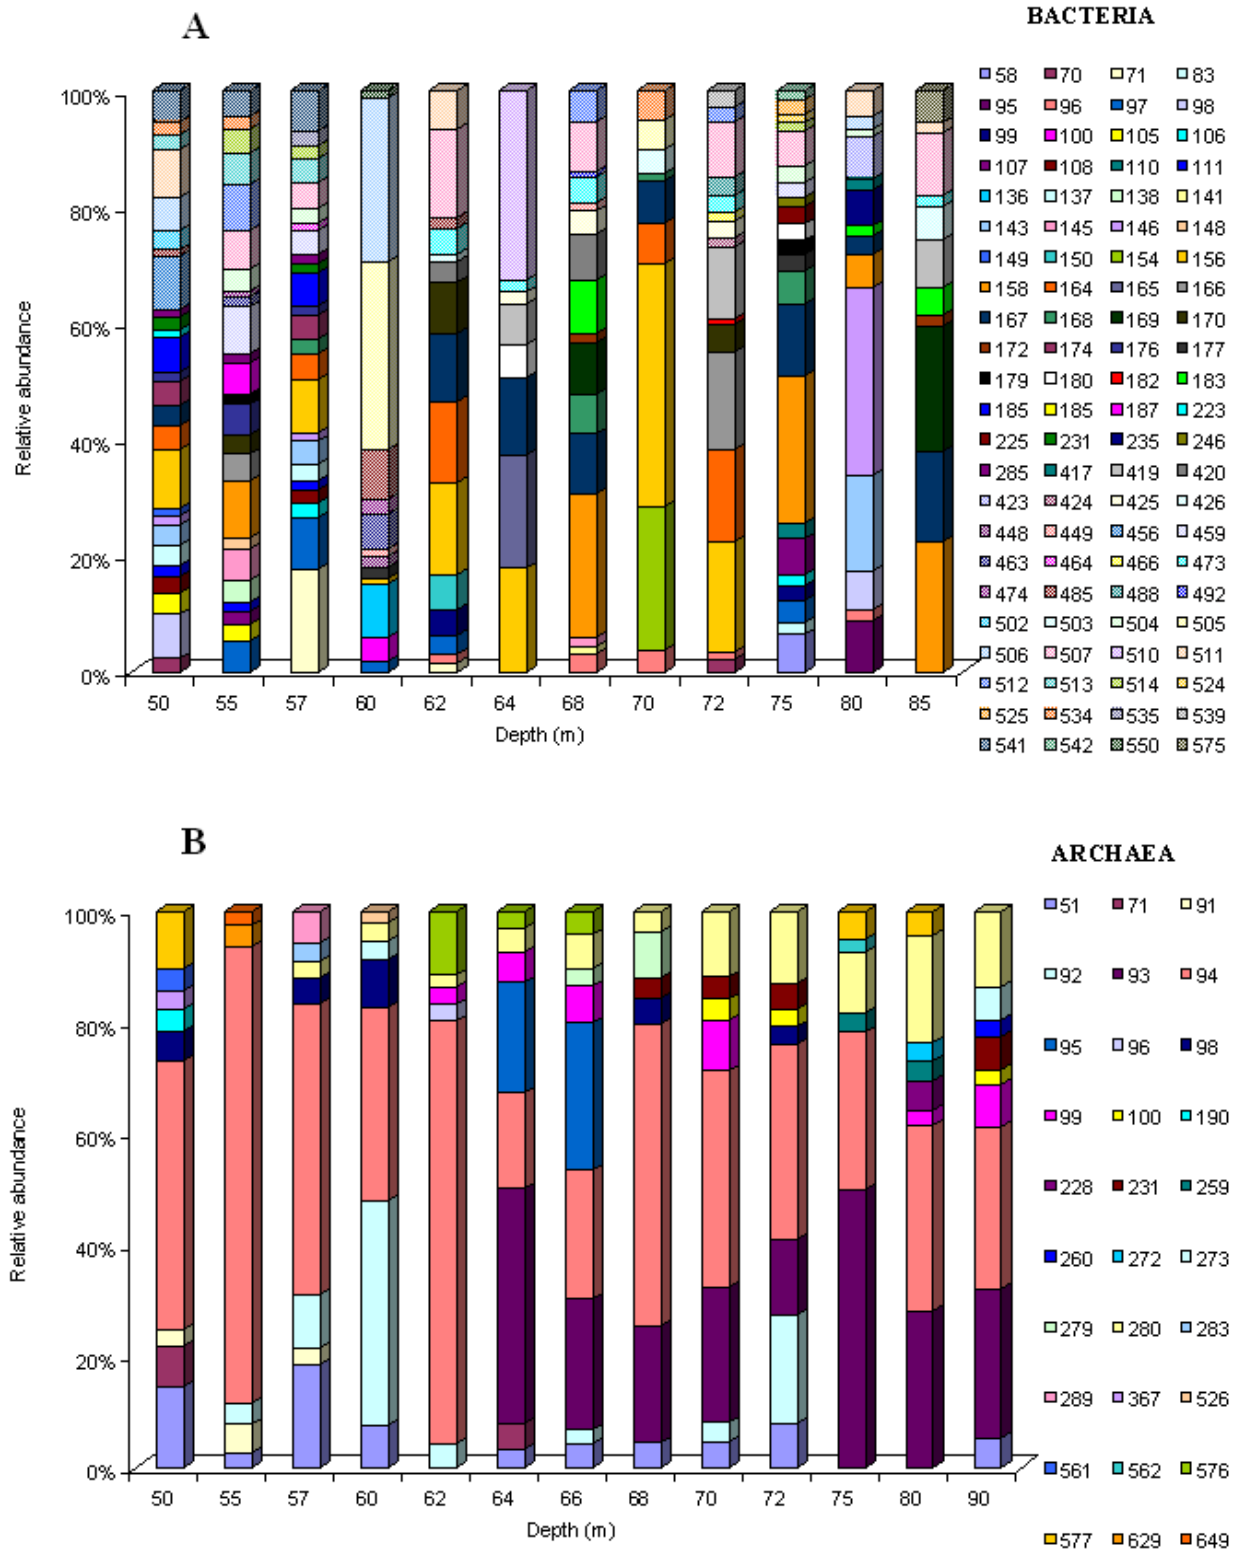 A
BACTERIA
58 70 71 83
95 96 97 98
99 100 105 106
107 108 110 111
136 137 138 141
143 145 146 148
149 150 154 156
158 164 165 166
167 168 169 170
172 174 176 177
179 180 182 183
185 185 187 223
225 231 235 246
285 417 419 420
423 424 425 426
448 449 456 459
463 464 466 473
474 485 488 492
502 503 504 505
506 507 510 511
512 513 514 524
525 534 535 539
541 542 550 575
100%
80%
60%
40%
20%
0%
Relative abundance
50 55 57 60 62 64 68 70 72 75 80 85
Depth (m)
B
ARCHAEA
51 71 91
92 93 94
95 96 98
99 100 190
228 231 259
260 272 273
279 280 283
289 367 526
561 562 576
577 629 649
100%
80%
60%
40%
20%
0%
Relative abundance
50 55 57 60 62 64 66 68 70 72 75 80 90
Depth (m)